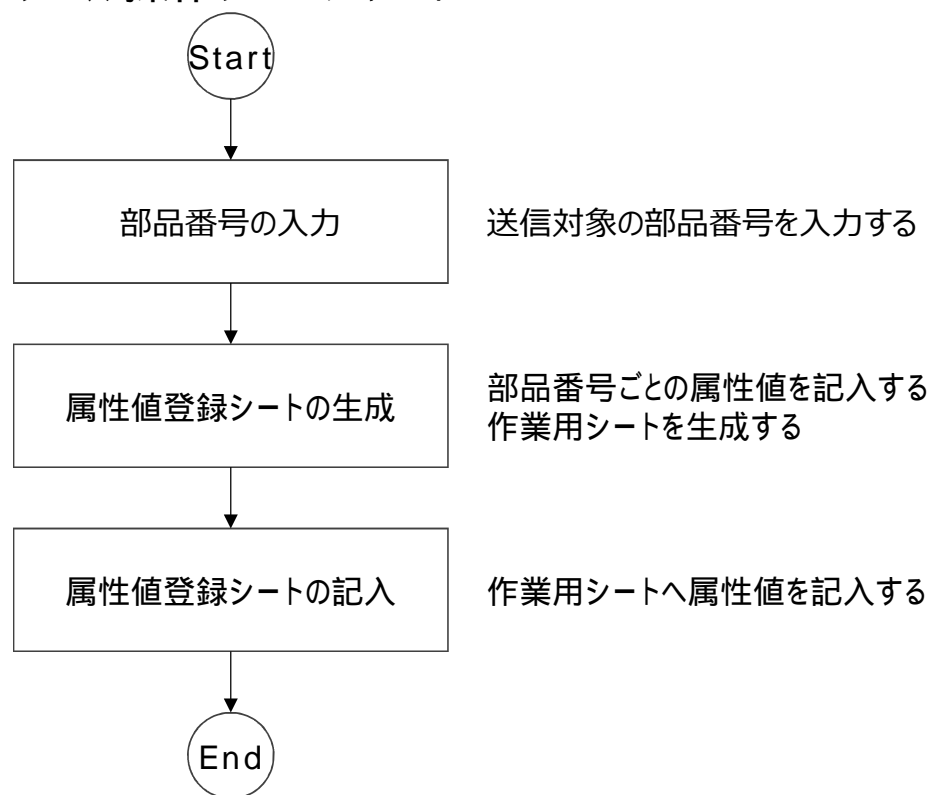 Start
部品番号の入力
送信対象の部品番号を入力する
属性値登録シートの生成
部品番号ごとの属性値を記入する
作業用シートを生成する
属性値登録シートの記入
作業用シートへ属性値を記入する
End